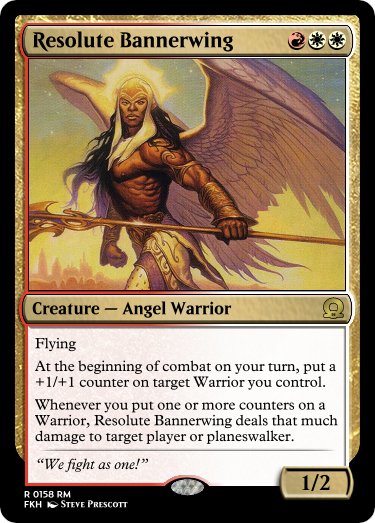 Resolute Bannerwing
Creature — Angel Warrior
Flying
At the beginning of combat on your turn, put a
+1/+1 counter on target Warrior you control.
Whenever you put one or more counters on a
Warrior, Resolute Bannerwing deals that much
damage to target player or planeswalker.
“We fight as one!”
1/2
R 0158 RM
FKH Steve Prescott